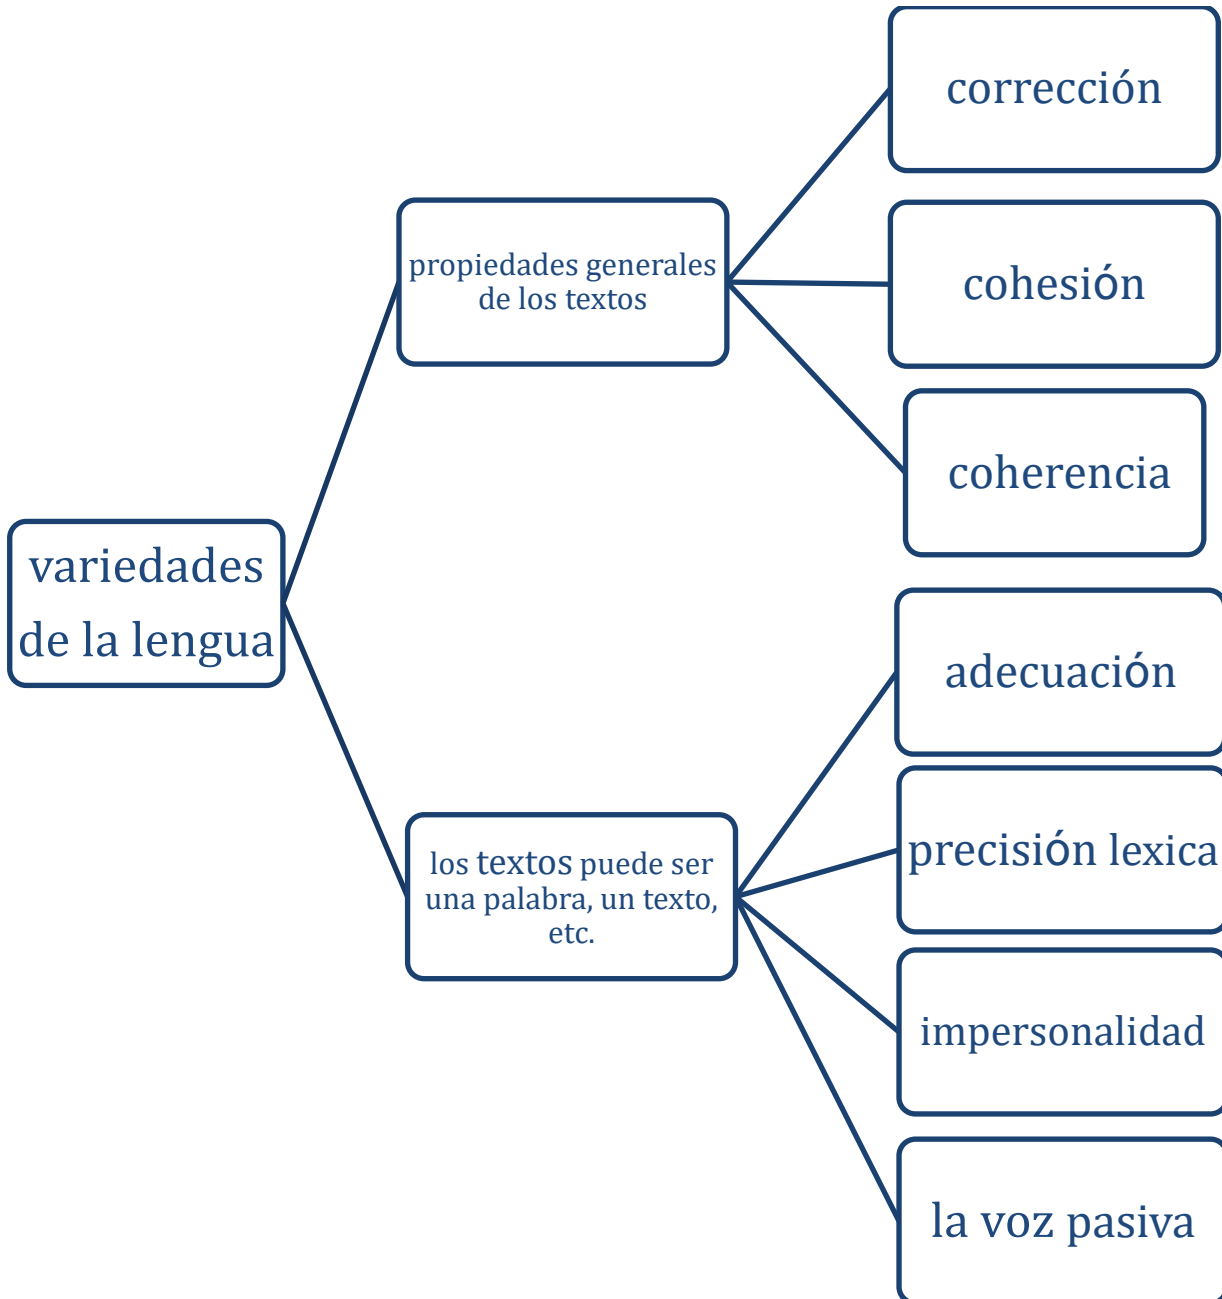 variedades
de la lengua
propiedades generales
de los textos
corrección
cohesión
coherencia
los textos puede ser
una palabra, un texto,
etc.
adecuación
precisión lexica
impersonalidad
la voz pasiva